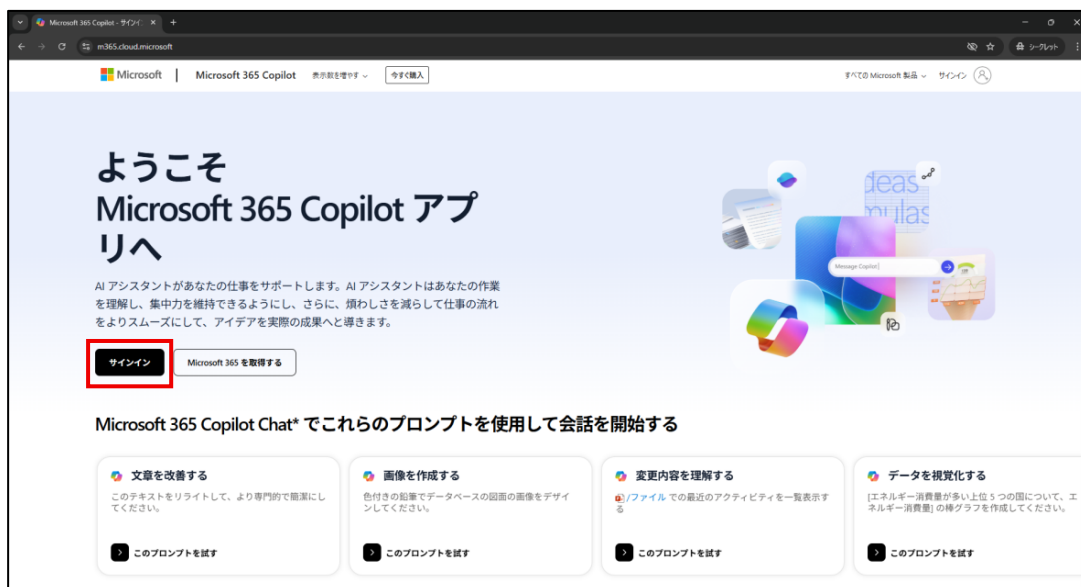 Microsoft 365 Copilot - サインイ
m365.cloud.microsoft
シークレット
Microsoft
Microsoft 365 Copilot
表示数を増やす
今すぐ購入
すべての Microsoft 製品
サインイン
ようこそ
Microsoft 365 Copilot アプ
リへ
AI アシスタントがあなたの仕事をサポートします。AI アシスタントはあなたの作業
を理解し、集中力を維持できるようにし、さらに、煩わしさを減らして仕事の流れ
をよりスムーズにして、アイデアを実際の成果へと導きます。
サインイン
Microsoft 365 を取得する
deas
mulas
Message Copilot
Microsoft 365 Copilot Chat* でこれらのプロンプトを使用して会話を開始する
文章を改善する
このテキストをリライトして、より専門的で簡潔にし
てください。
このプロンプトを試す
画像を作成する
色付きの鉛筆でデータベースの図面の画像をデザイ
ンしてください。
このプロンプトを試す
変更内容を理解する
/ファイル での最近のアクティビティを一覧表示す
る
このプロンプトを試す
データを視覚化する
[エネルギー消費量が多い上位 5 つの国について、エ
ネルギー消費量] の棒グラフを作成してください。
このプロンプトを試す